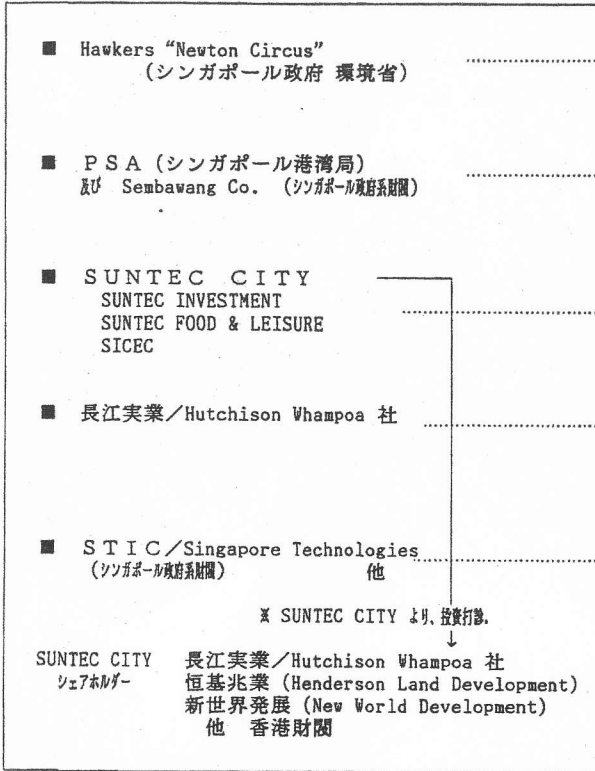 ■ Hawkers “Newton Circus”
(シンガポール政府 環境省)
■ PSA (シンガポール港湾局)
及び Sembawang Co. (シンガポール政府系財閥)
■ SUNTEC CITY
SUNTEC INVESTMENT
SUNTEC FOOD & LEISURE
SICEC
■ 長江実業／Hutchison Whampoa 社
■ STIC／Singapore Technologies
(シンガポール政府系財閥) 他
※ SUNTEC CITY より、投資打診.
↓
SUNTEC CITY 長江実業／Hutchison Whampoa 社
シェアホルダー 恒基兆業 (Henderson Land Development)
新世界発展 (New World Development)
他 香港財閥